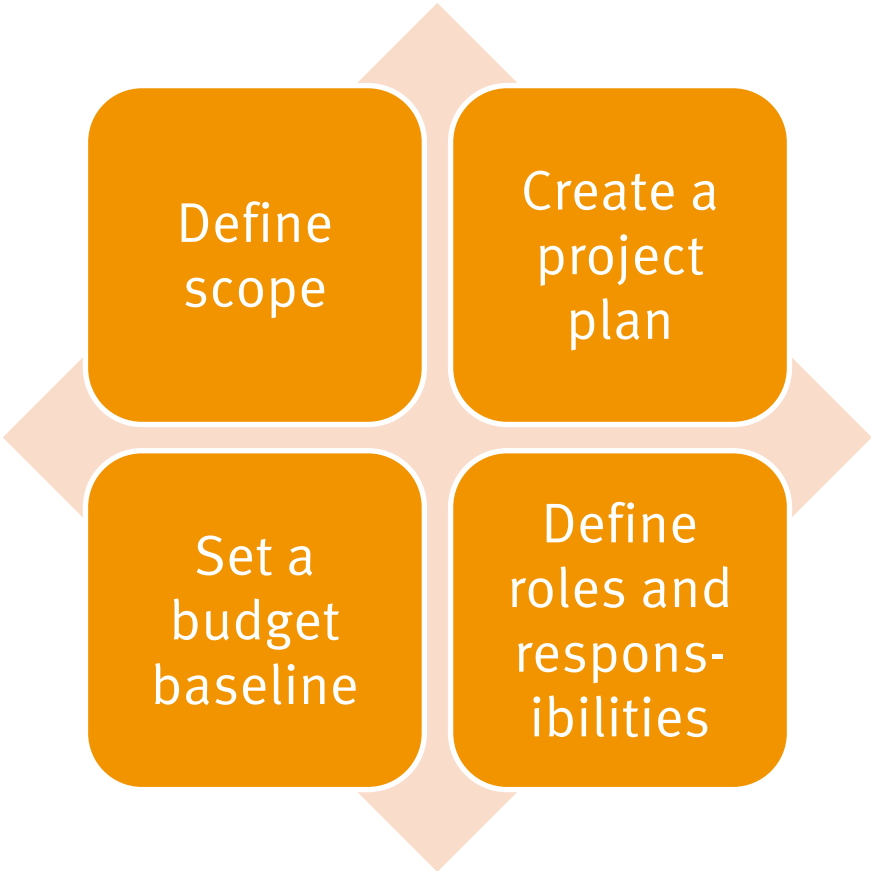 Define
scope
Create a
project
plan
Set a
budget
baseline
Define
roles and
respons-
ibilities